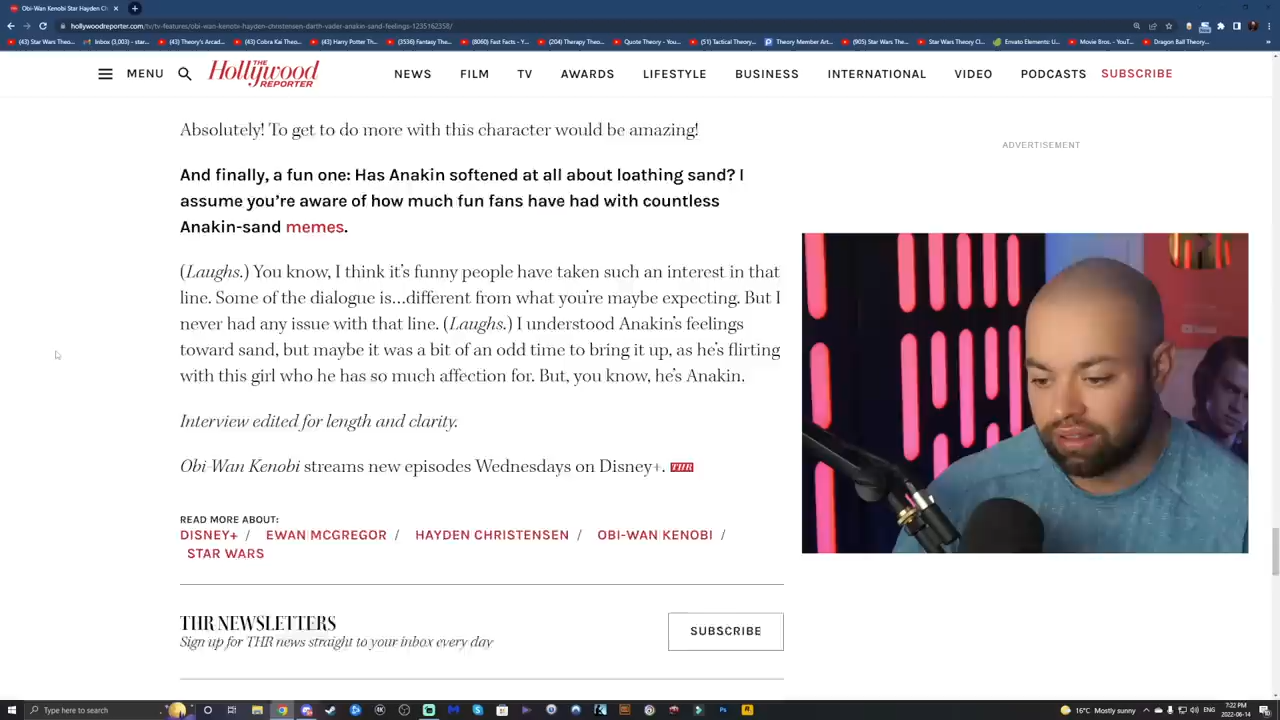 Obi-Wan Kenobi Star Hayden Ch
hollywoodreporter.com/tv/tv-features/obi-wan-kenobi-hayden-christensen-darth-vader-anakin-sand-feelings-1235162358/
(43) Star Wars Theo...
Inbox (3,003) - star...
(43) Theory's Arcad...
(43) Cobra Kai Theo...
(43) Harry Potter Th...
(3536) Fantasy The...
(8060) Fast Facts - Y...
(204) Therapy Theo...
Quote Theory - You...
(51) Tactical Theory...
Theory Member Art...
(905) Star Wars The...
Star Wars Theory Cl...
Envato Elements: U...
Movie Bros. - YouT...
Dragon Ball Theory...
MENU
THE
Hollywood
REPORTER
NEWS
FILM
TV
AWARDS
LIFESTYLE
BUSINESS
INTERNATIONAL
VIDEO
PODCASTS
SUBSCRIBE
Absolutely! To get to do more with this character would be amazing!
ADVERTISEMENT
And finally, a fun one: Has Anakin softened at all about loathing sand? I
assume you're aware of how much fun fans have had with countless
Anakin-sand memes.
(Laughs.) You know, I think it's funny people have taken such an interest in that
line. Some of the dialogue is…different from what you're maybe expecting. But I
never had any issue with that line. (Laughs.) I understood Anakin's feelings
toward sand, but maybe it was a bit of an odd time to bring it up, as he's flirting
with this girl who he has so much affection for. But, you know, he's Anakin.
Interview edited for length and clarity.
Obi-Wan Kenobi streams new episodes Wednesdays on Disney+. THR
READ MORE ABOUT:
DISNEY+ / EWAN MCGREGOR / HAYDEN CHRISTENSEN / OBI-WAN KENOBI /
STAR WARS
THR NEWSLETTERS
Sign up for THR news straight to your inbox every day
SUBSCRIBE
Type here to search
16°C Mostly sunny
ENG
7:22 PM
2022-06-14